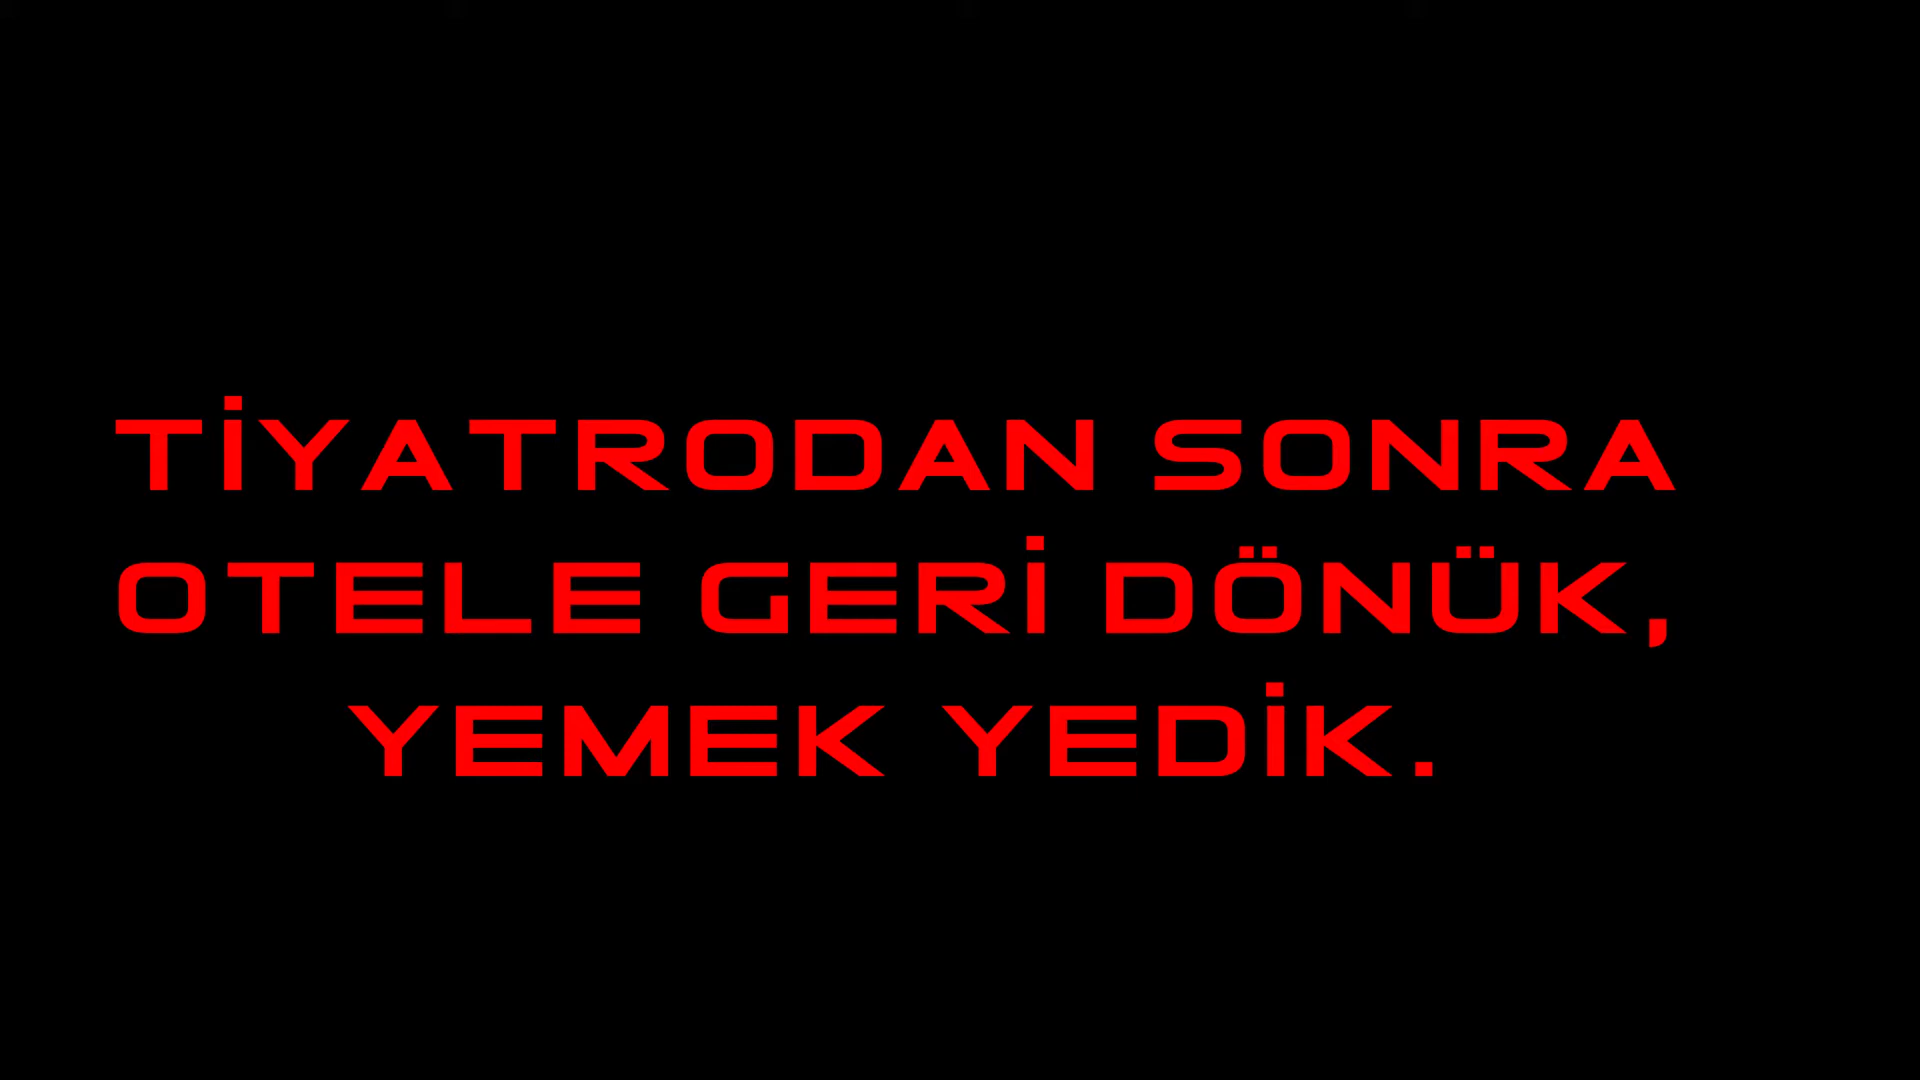 TİYATRODAN SONRA
OTELE GERİ DÖNÜK,
YEMEK YEDİK.